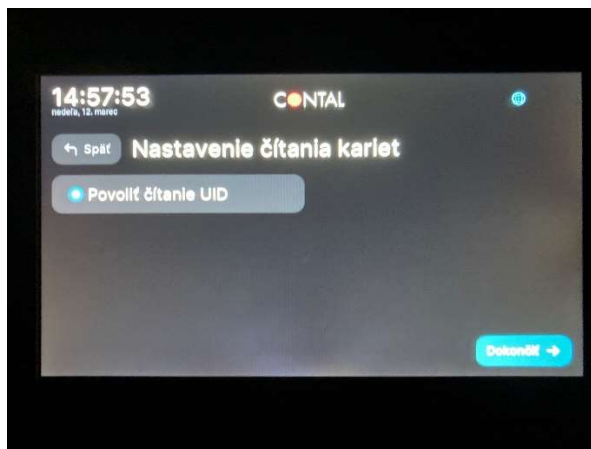 14:57:53
nedeľa, 12. marec
CONTAL
Späť
Nastavenie čítania kariet
Povoliť čítanie UID
Dokončiť